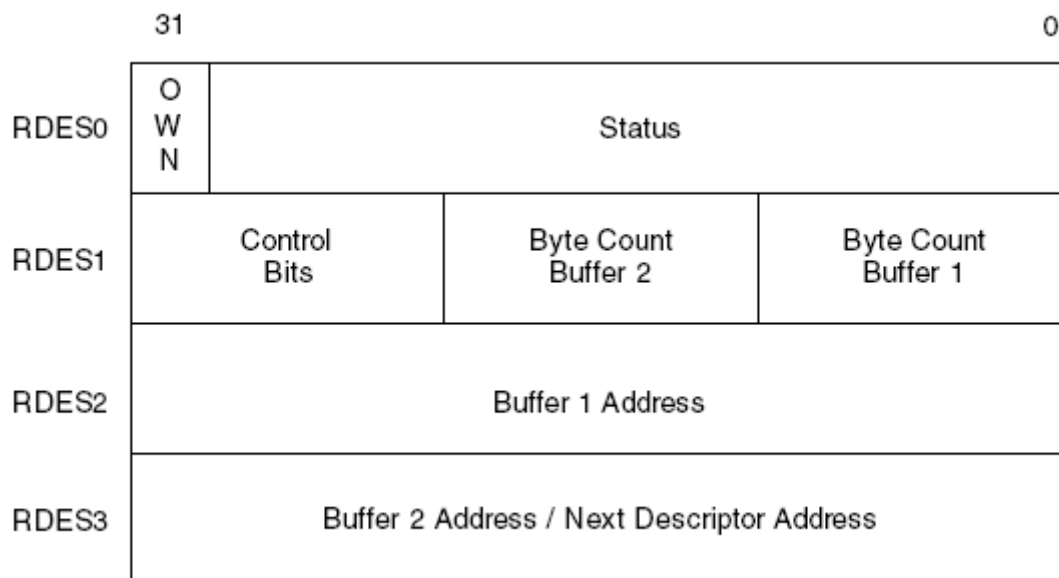 31 0
RDES0
O
W
N
Status
RDES1
Control
Bits
Byte Count
Buffer 2
Byte Count
Buffer 1
RDES2
Buffer 1 Address
RDES3
Buffer 2 Address / Next Descriptor Address